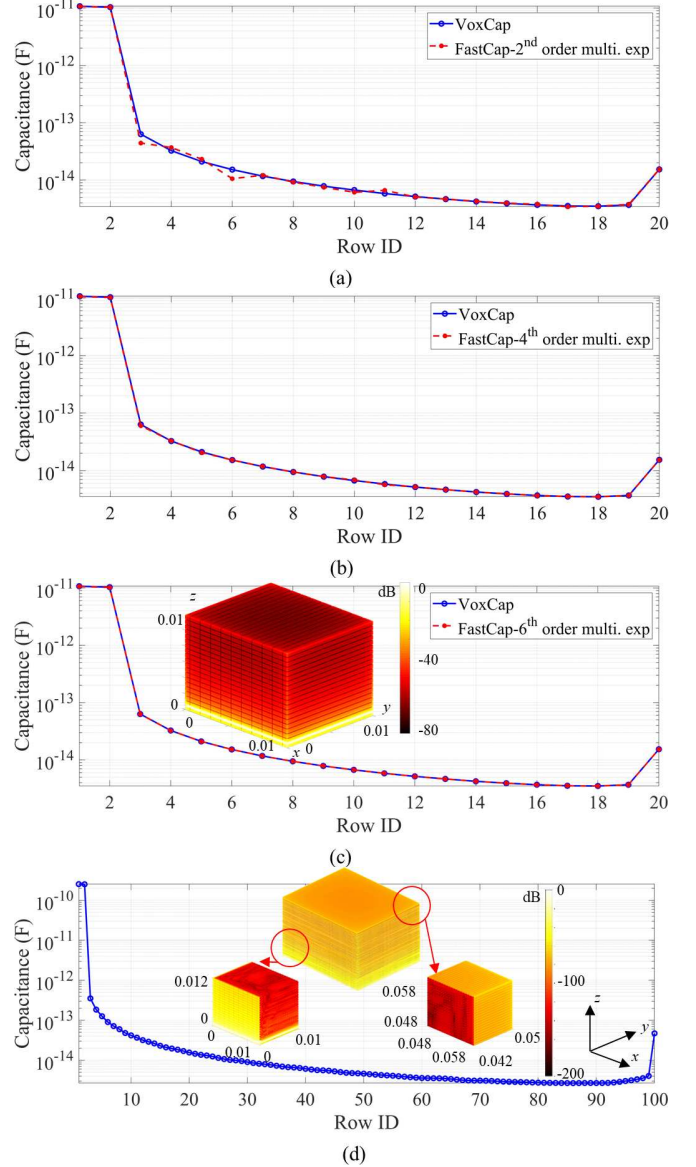 10^-11
10^-12
10^-13
10^-14
Capacitance (F)
VoxCap
FastCap-2^nd order multi. exp
2 4 6 8 10 12 14 16 18 20
Row ID
(a)
10^-11
10^-12
10^-13
10^-14
Capacitance (F)
VoxCap
FastCap-4^th order multi. exp
2 4 6 8 10 12 14 16 18 20
Row ID
(b)
10^-11
10^-12
10^-13
10^-14
Capacitance (F)
z
0.01
0
0
0.01
x
0
0.01
y
dB
0
-40
-80
VoxCap
FastCap-6^th order multi. exp
2 4 6 8 10 12 14 16 18 20
Row ID
(c)
10^-10
10^-11
10^-12
10^-13
10^-14
Capacitance (F)
0.012
0
0
0.01
0
0.01
0.058
0.048
0.048
0.058
0.042
0.05
dB
0
-100
-200
z
y
x
10 20 30 40 50 60 70 80 90 100
Row ID
(d)